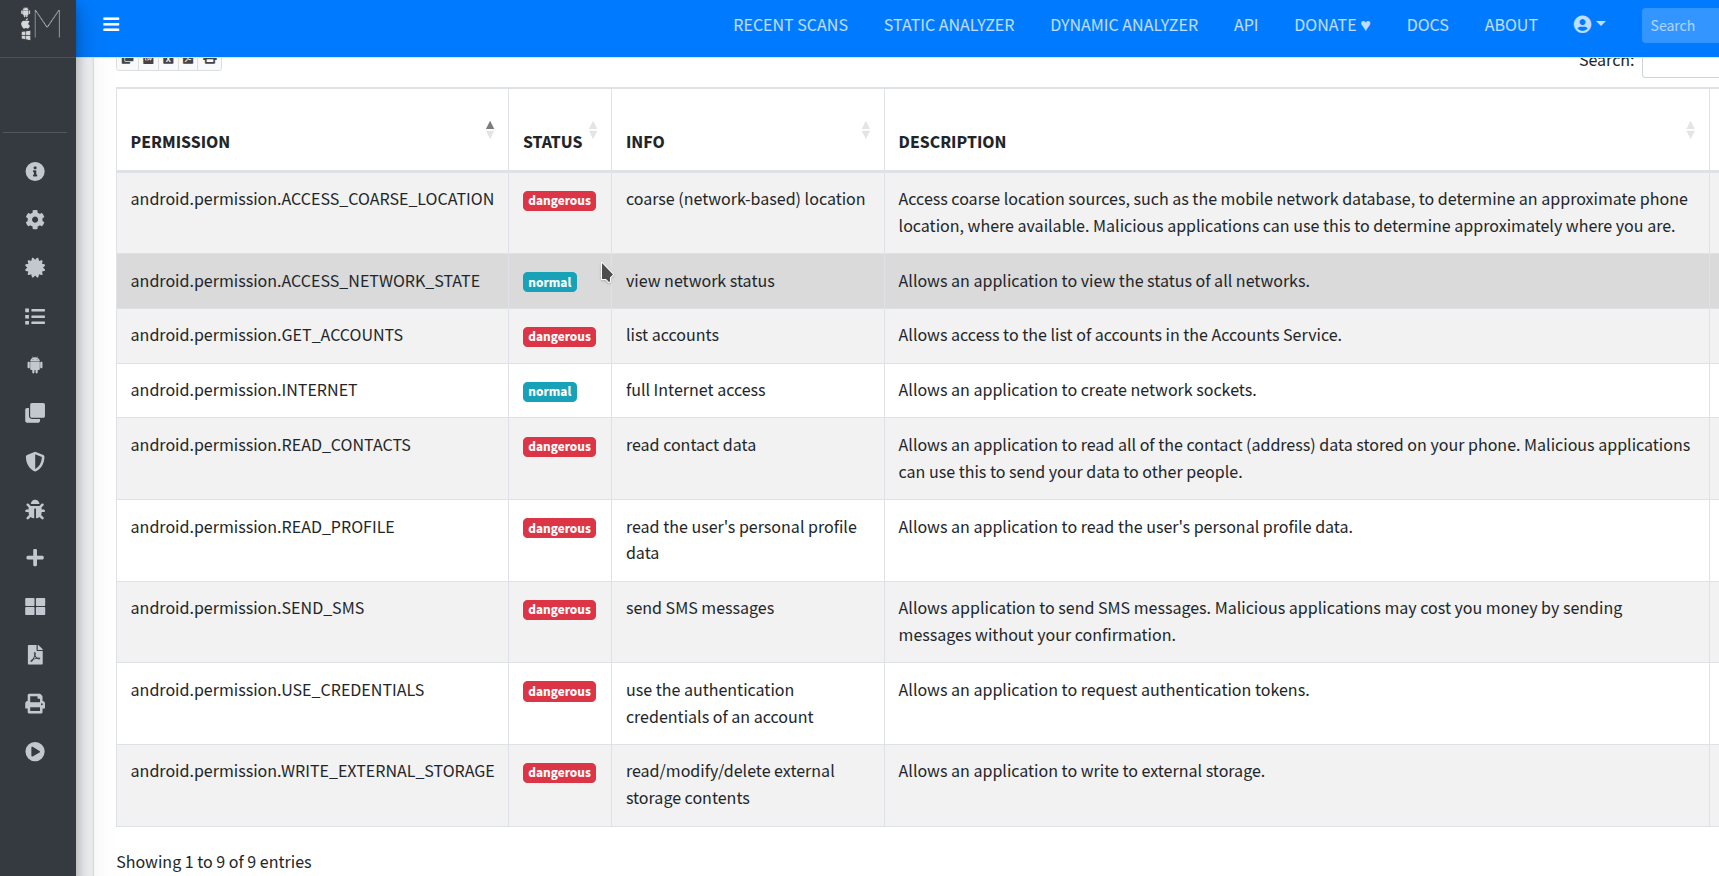 M
RECENT SCANS STATIC ANALYZER DYNAMIC ANALYZER API DONATE ♥ DOCS ABOUT Search
Search:
PERMISSION STATUS INFO DESCRIPTION
android.permission.ACCESS_COARSE_LOCATION dangerous coarse (network-based) location Access coarse location sources, such as the mobile network database, to determine an approximate phone
location, where available. Malicious applications can use this to determine approximately where you are.
android.permission.ACCESS_NETWORK_STATE normal view network status Allows an application to view the status of all networks.
android.permission.GET_ACCOUNTS dangerous list accounts Allows access to the list of accounts in the Accounts Service.
android.permission.INTERNET normal full Internet access Allows an application to create network sockets.
android.permission.READ_CONTACTS dangerous read contact data Allows an application to read all of the contact (address) data stored on your phone. Malicious applications
can use this to send your data to other people.
android.permission.READ_PROFILE dangerous read the user's personal profile Allows an application to read the user's personal profile data.
data
android.permission.SEND_SMS dangerous send SMS messages Allows application to send SMS messages. Malicious applications may cost you money by sending
messages without your confirmation.
android.permission.USE_CREDENTIALS dangerous use the authentication Allows an application to request authentication tokens.
credentials of an account
android.permission.WRITE_EXTERNAL_STORAGE dangerous read/modify/delete external Allows an application to write to external storage.
storage contents
Showing 1 to 9 of 9 entries